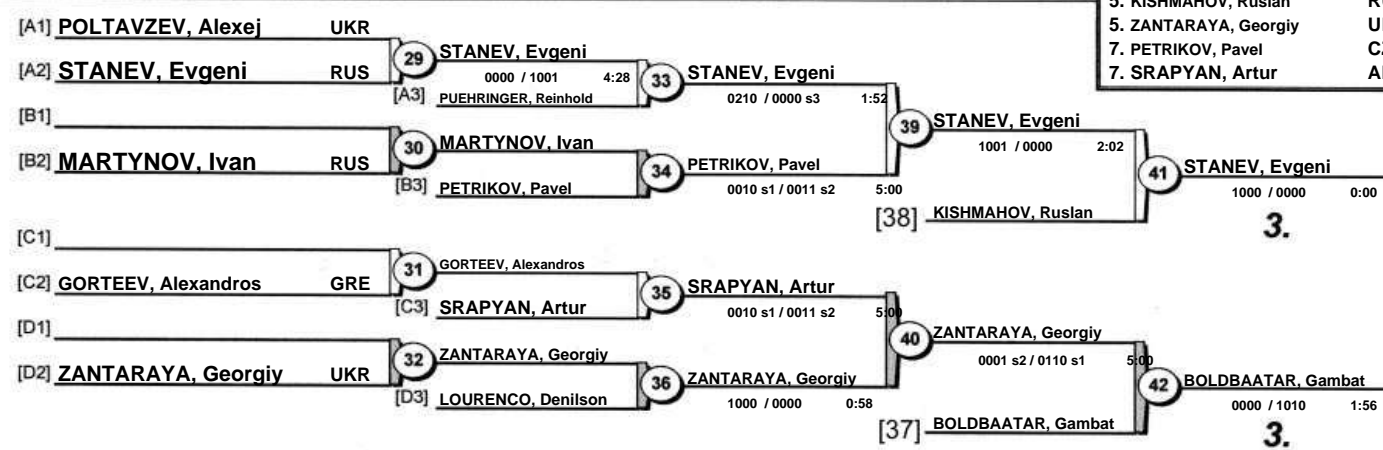 5. KISHMAHOV, Ruslan
5. ZANTARAYA, Georgiy
7. PETRIKOV, Pavel
7. SRAPYAN, Artur
[A1] POLTAVZEV, Alexej UKR
29 STANEV, Evgeni
[A2] STANEV, Evgeni RUS
0000 / 1001 4:28
33 STANEV, Evgeni
[A3] PUEHRINGER, Reinhold
0210 / 0000 s3 1:52
[B1]
39 STANEV, Evgeni
30 MARTYNOV, Ivan
1001 / 0000 2:02
[B2] MARTYNOV, Ivan RUS
34 PETRIKOV, Pavel
41 STANEV, Evgeni
[B3] PETRIKOV, Pavel
0010 s1 / 0011 s2 5:00
1000 / 0000 0:00
[38] KISHMAHOV, Ruslan
3.
[C1]
31 GORTEEV, Alexandros
[C2] GORTEEV, Alexandros GRE
35 SRAPYAN, Artur
[C3] SRAPYAN, Artur
0010 s1 / 0011 s2 5:00
[D1]
40 ZANTARAYA, Georgiy
32 ZANTARAYA, Georgiy
0001 s2 / 0110 s1 5:00
[D2] ZANTARAYA, Georgiy UKR
36 ZANTARAYA, Georgiy
42 BOLDBAATAR, Gambat
[D3] LOURENCO, Denilson
1000 / 0000 0:58
0000 / 1010 1:56
[37] BOLDBAATAR, Gambat
3.